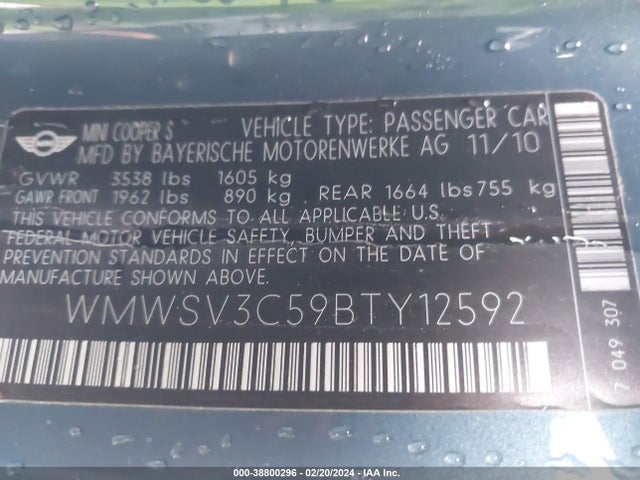 MINI COOPER S VEHICLE TYPE: PASSENGER CAR
MFD BY BAYERISCHE MOTORENWERKE AG 11/10
GVWR 3538 lbs 1605 kg
GAWR FRONT 1962 lbs 890 kg REAR 1664 lbs 755 kg
THIS VEHICLE CONFORMS TO ALL APPLICABLE U.S.
FEDERAL MOTOR VEHICLE SAFETY, BUMPER AND THEFT
PREVENTION STANDARDS IN EFFECT ON THE DATE OF
MANUFACTURE SHOWN ABOVE.
WMWSV3C59BTY12592
7 049 307
000-38800296 - 02/20/2024 - IAA Inc.